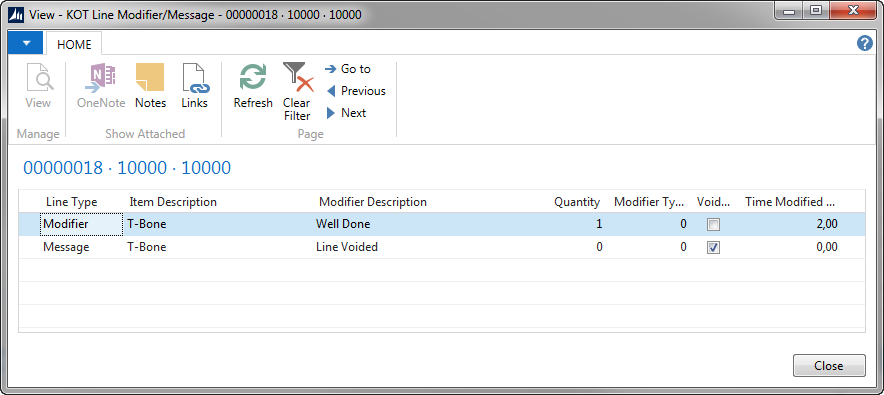 View - KOT Line Modifier/Message - 00000018 · 10000 · 10000
HOME
View
OneNote
Notes
Links
Refresh
Clear Filter
Go to
Previous
Next
Manage
Show Attached
Page
00000018 · 10000 · 10000
Line Type Item Description Modifier Description Quantity Modifier Ty... Void... Time Modified ...
Modifier T-Bone Well Done 1 0 2,00
Message T-Bone Line Voided 0 0 0,00
Close